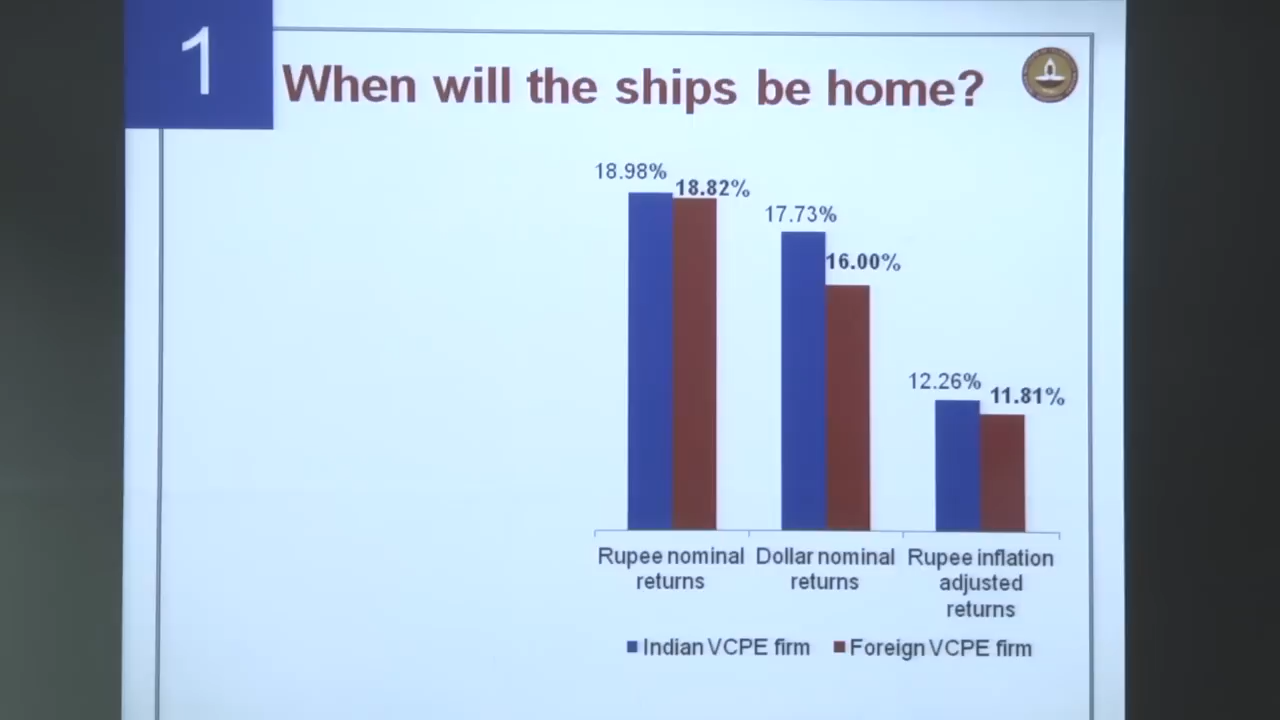 1
When will the ships be home?
18.98%
18.82%
17.73%
16.00%
12.26%
11.81%
Rupee nominal
returns
Dollar nominal
returns
Rupee inflation
adjusted
returns
Indian VCPE firm
Foreign VCPE firm